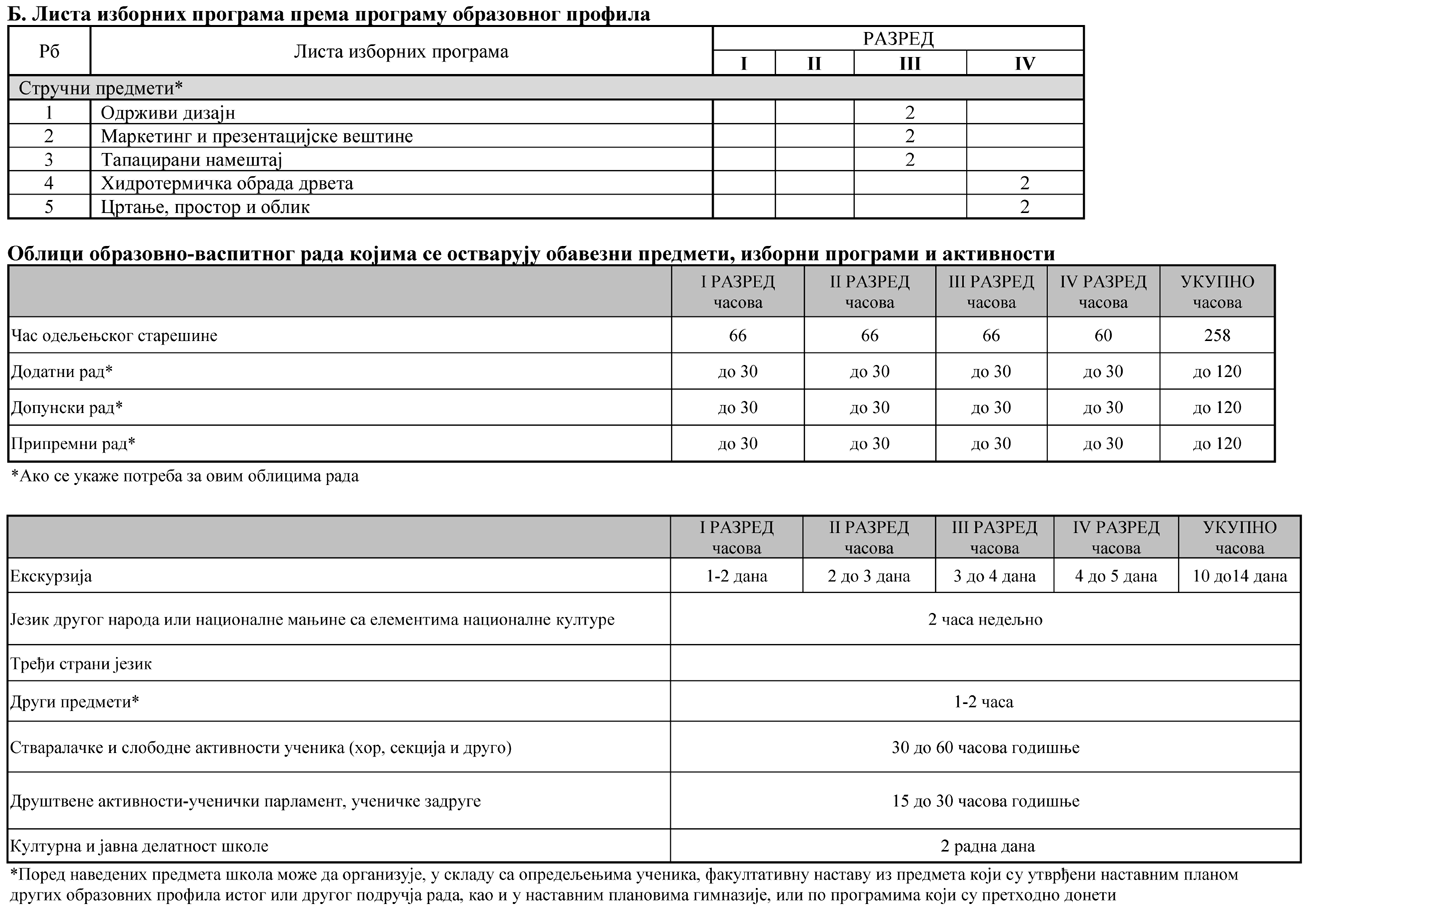 Б. Листа изборних програма према програму образовног профила
Рб Листа изборних програма РАЗРЕД
I II III IV
Стручни предмети*
1 Одрживи дизајн 2
2 Маркетинг и презентацијске вештине 2
3 Тапацирани намештај 2
4 Хидротермичка обрада дрвета 2
5 Цртање, простор и облик 2
Облици образовно-васпитног рада којима се остварују обавезни предмети, изборни програми и активности
I РАЗРЕД II РАЗРЕД III РАЗРЕД IV РАЗРЕД УКУПНО
часова часова часова часова часова
Час одељењског старешине 66 66 66 60 258
Додатни рад* до 30 до 30 до 30 до 30 до 120
Допунски рад* до 30 до 30 до 30 до 30 до 120
Припремни рад* до 30 до 30 до 30 до 30 до 120
*Ако се укаже потреба за овим облицима рада
I РАЗРЕД II РАЗРЕД III РАЗРЕД IV РАЗРЕД УКУПНО
часова часова часова часова часова
Екскурзија 1-2 дана 2 до 3 дана 3 до 4 дана 4 до 5 дана 10 до14 дана
Језик другог народа или националне мањине са елементима националне културе 2 часа недељно
Трећи страни језик
Други предмети* 1-2 часа
Стваралачке и слободне активности ученика (хор, секција и друго) 30 до 60 часова годишње
Друштвене активности-ученички парламент, ученичке задруге 15 до 30 часова годишње
Културна и јавна делатност школе 2 радна дана
*Поред наведених предмета школа може да организује, у складу са опредељењима ученика, факултативну наставу из предмета који су утврђени наставним планом
других образовних профила истог или другог подручја рада, као и у наставним плановима гимназије, или по програмима који су претходно донети